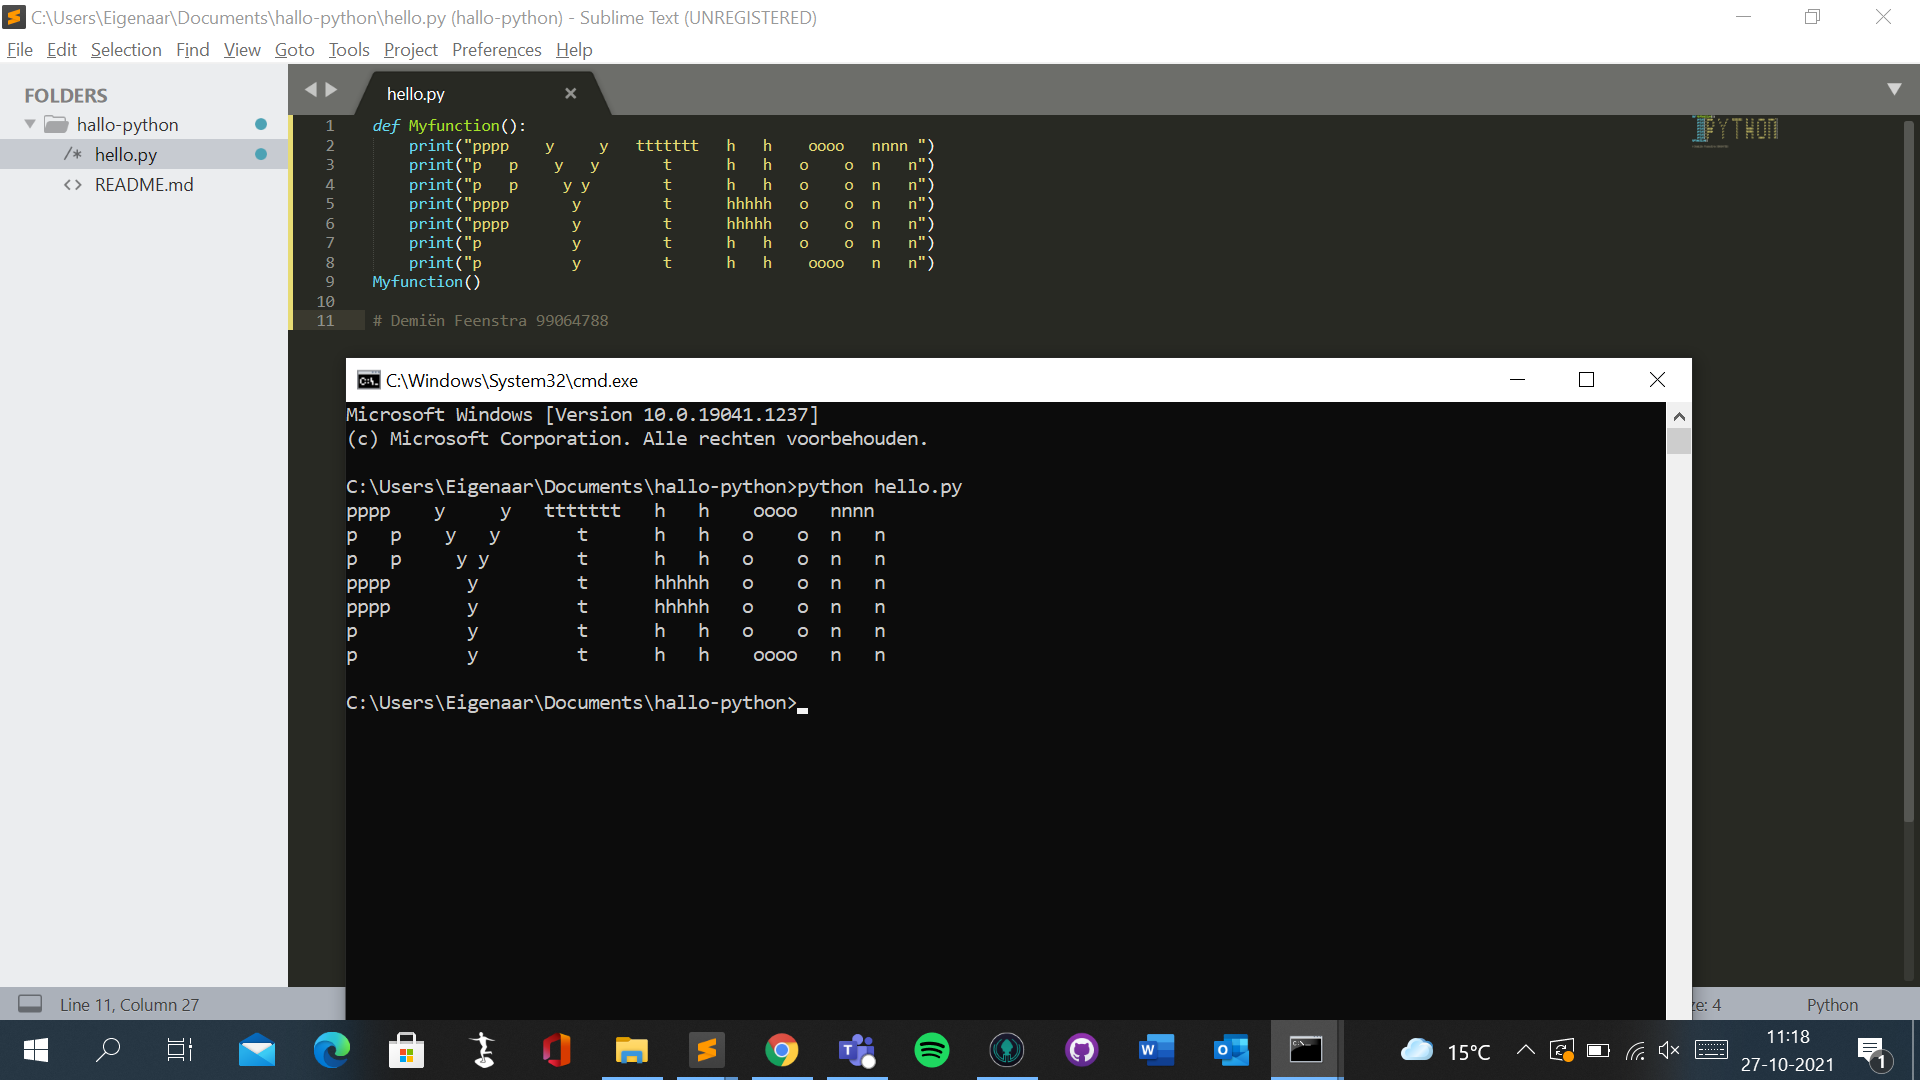 C:\Users\Eigenaar\Documents\hallo-python\hello.py (hallo-python) - Sublime Text (UNREGISTERED)
File Edit Selection Find View Goto Tools Project Preferences Help
FOLDERS
hallo-python
/* hello.py
<> README.md
hello.py
1 def Myfunction():
2     print("pppp    y     y   ttttttt   h   h    oooo   nnnn ")
3     print("p   p    y   y       t      h   h   o    o  n   n")
4     print("p   p     y y        t      h   h   o    o  n   n")
5     print("pppp       y         t      hhhhh   o    o  n   n")
6     print("pppp       y         t      hhhhh   o    o  n   n")
7     print("p          y         t      h   h   o    o  n   n")
8     print("p          y         t      h   h    oooo   n   n")
9 Myfunction()
10
11 # Demiën Feenstra 99064788
C:\Windows\System32\cmd.exe
Microsoft Windows [Version 10.0.19041.1237]
(c) Microsoft Corporation. Alle rechten voorbehouden.
C:\Users\Eigenaar\Documents\hallo-python>python hello.py
pppp    y     y   ttttttt   h   h    oooo   nnnn
p   p    y   y       t      h   h   o    o  n   n
p   p     y y        t      h   h   o    o  n   n
pppp       y         t      hhhhh   o    o  n   n
pppp       y         t      hhhhh   o    o  n   n
p          y         t      h   h   o    o  n   n
p          y         t      h   h    oooo   n   n
C:\Users\Eigenaar\Documents\hallo-python>
Line 11, Column 27
ze: 4 Python
15°C
11:18
27-10-2021
1